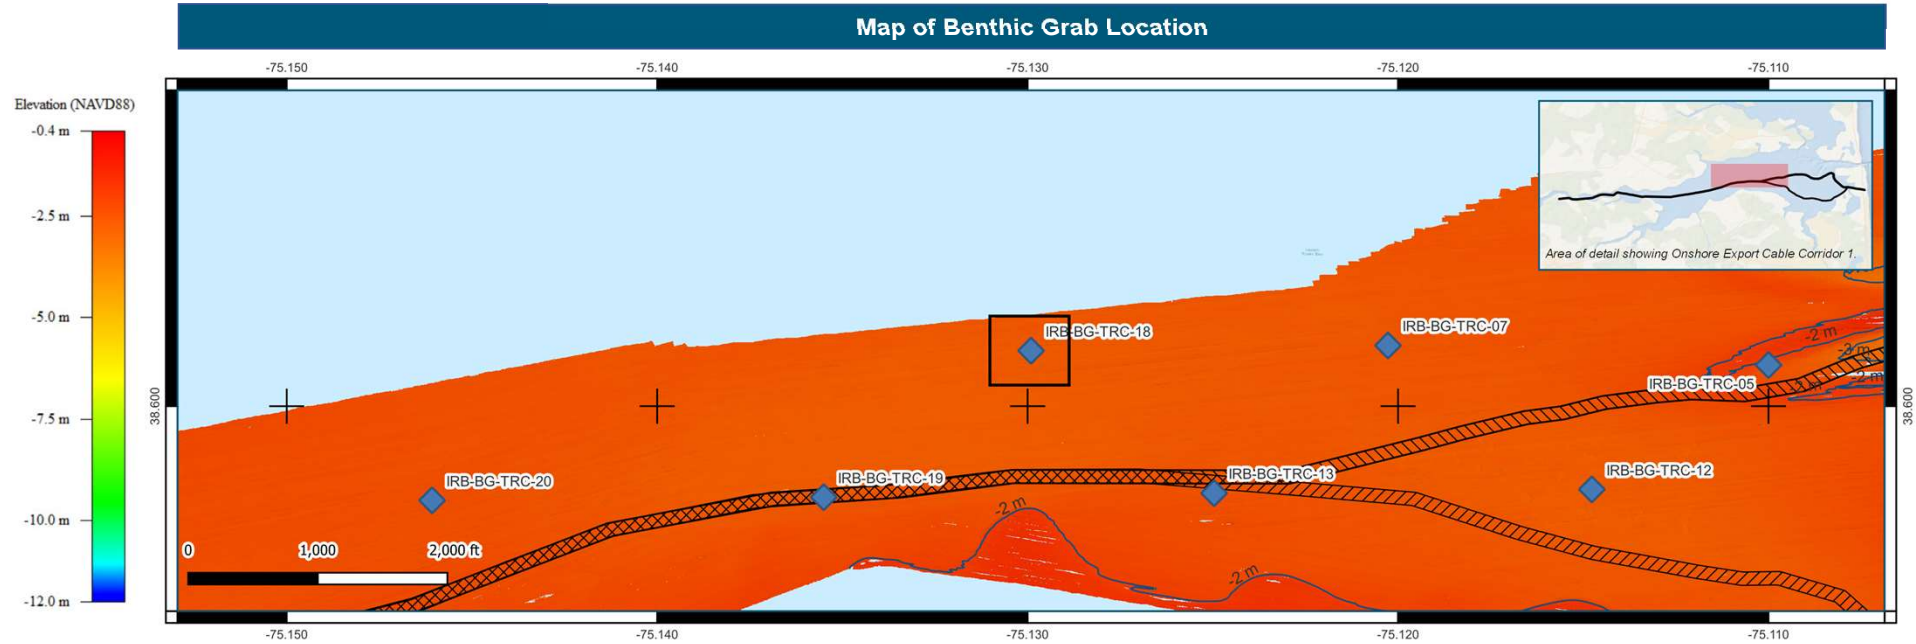 Map of Benthic Grab Location
-75.150
-75.140
-75.130
-75.120
-75.110
Elevation (NAVD88)
-0.4 m
-2.5 m
-5.0 m
-7.5 m
-10.0 m
-12.0 m
Area of detail showing Onshore Export Cable Corridor 1.
IRB-BG-TRC-18
IRB-BG-TRC-07
-2 m
-3 m
-2 m
-2 m
IRB-BG-TRC-05
38.600
38.600
IRB-BG-TRC-20
IRB-BG-TRC-19
IRB-BG-TRC-13
IRB-BG-TRC-12
-2 m
-2 m
0
1,000
2,000 ft
-75.150
-75.140
-75.130
-75.120
-75.110